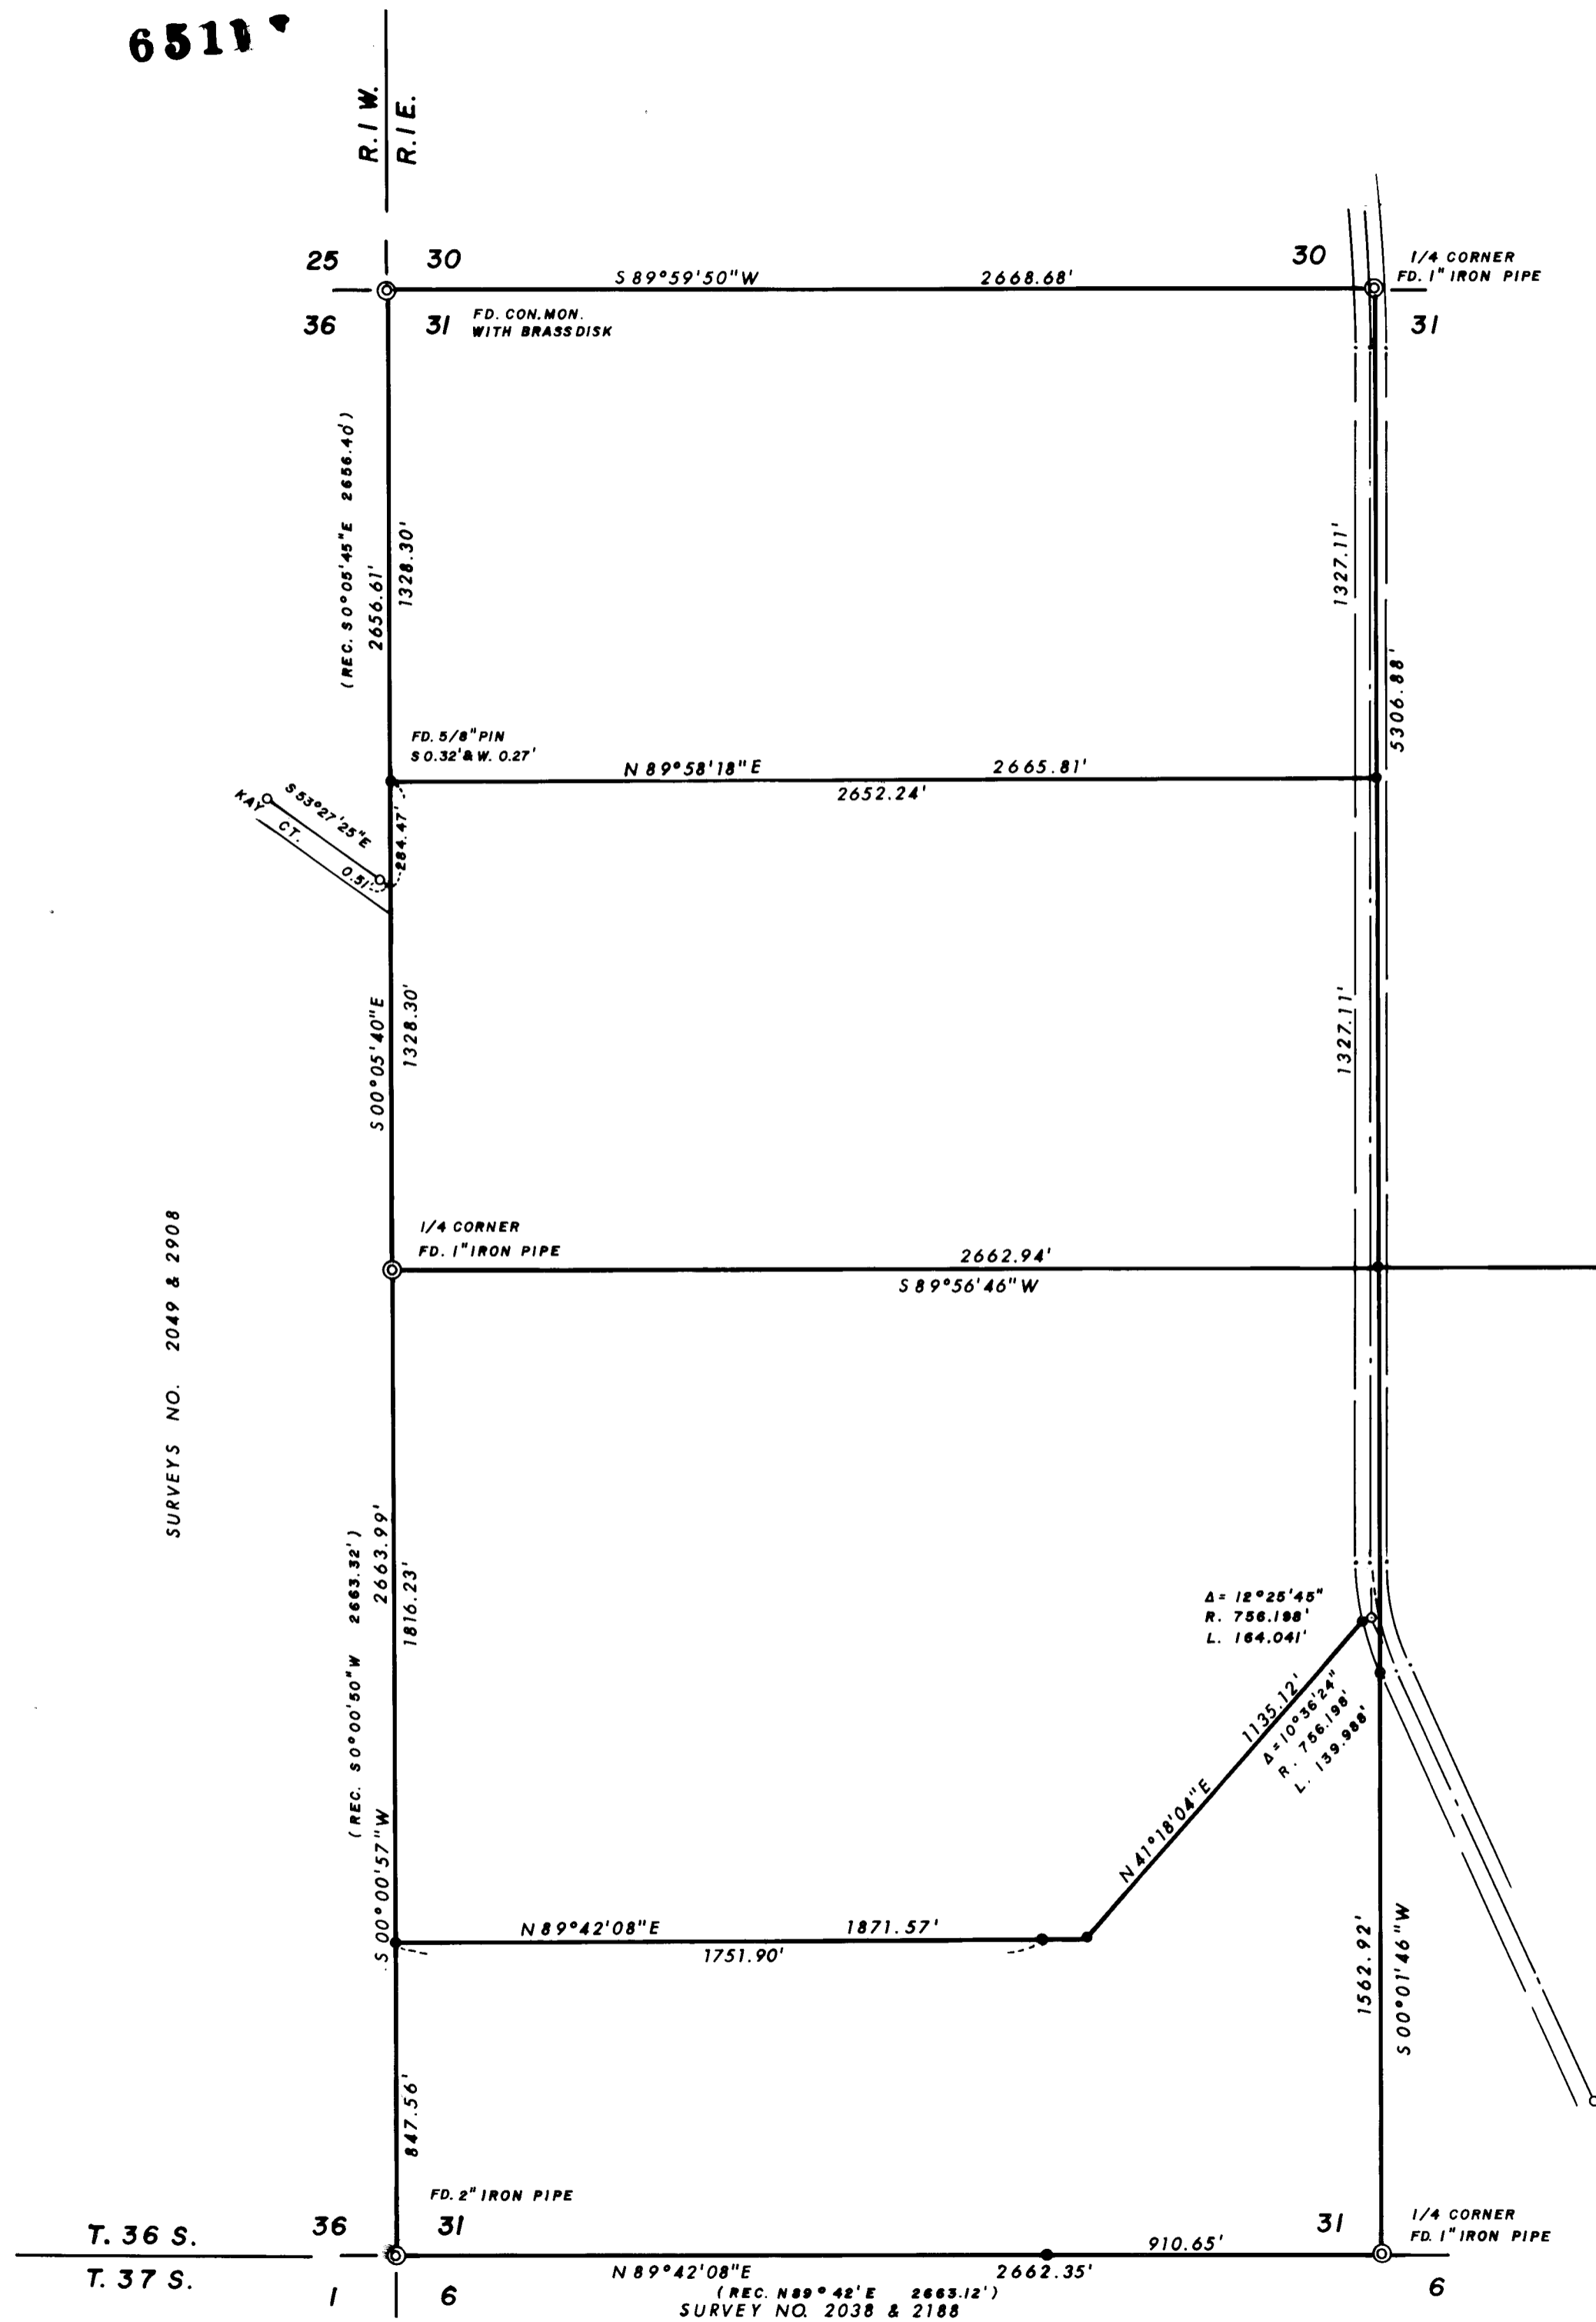 6511
R. 1 W.
R. 1 E.
25
30
30
1/4 CORNER
FD. 1" IRON PIPE
S 89°59'50" W
2668.68'
36
31
FD. CON. MON.
WITH BRASS DISK
31
(REC. S 0°05'45" E 2656.40')
2656.61'
1328.30'
1327.11'
5306.88'
FD. 5/8" PIN
S 0.32' & W. 0.27'
N 89°58'18" E
2665.81'
2652.24'
KAY CT.
S 53°27'25" E
0.51'
284.47'
S 00°05'40" E
1328.30'
1327.11'
1/4 CORNER
FD. 1" IRON PIPE
2662.94'
S 89°56'46" W
SURVEYS NO. 2049 & 2908
(REC. S 0°00'50" W 2663.32')
2663.99'
1816.23'
S 00°00'57" W
Δ = 12°25'45"
R. 756.198'
L. 164.041'
1135.12'
N 41°18'04" E
Δ = 10°36'24"
R. 756.198'
L. 139.988'
N 89°42'08" E
1871.57'
1751.90'
1562.92'
S 00°01'46" W
847.56'
FD. 2" IRON PIPE
T. 36 S.
36
31
31
1/4 CORNER
FD. 1" IRON PIPE
910.65'
T. 37 S.
1
6
N 89°42'08" E
2662.35'
6
(REC. N 89°42' E 2663.12')
SURVEY NO. 2038 & 2188